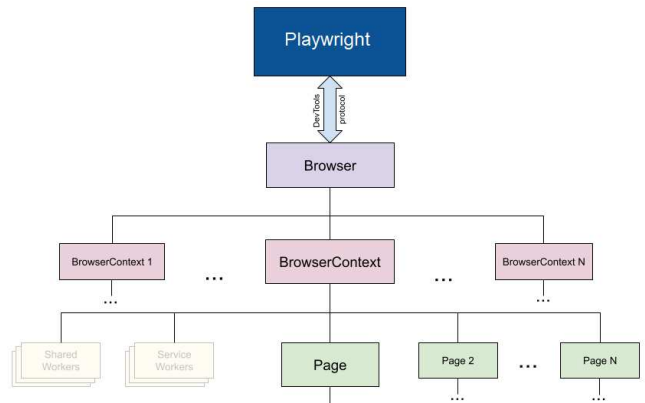 Playwright
DevTools
protocol
Browser
BrowserContext 1
...
BrowserContext
...
BrowserContext N
...
...
Shared
Workers
Service
Workers
Page
Page 2
...
Page N
...
...